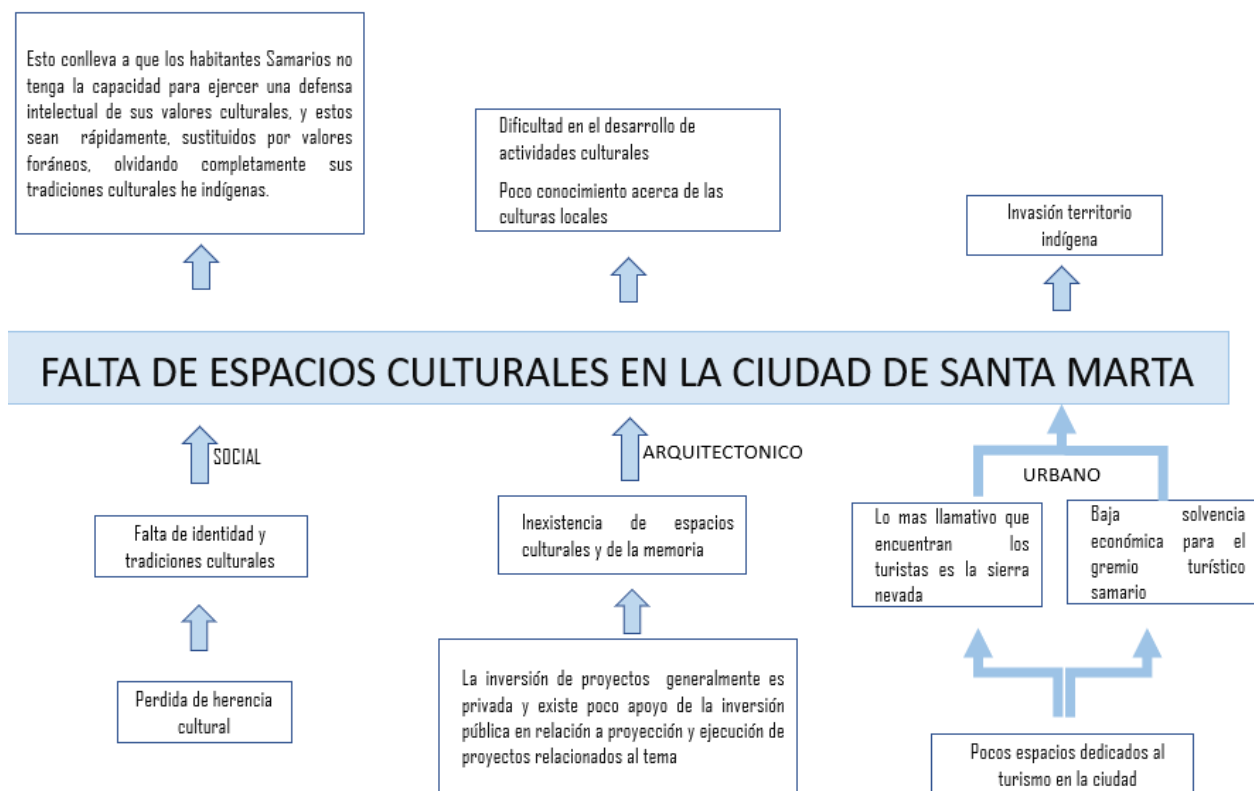 Esto conlleva a que los habitantes Samarios no
tenga la capacidad para ejercer una defensa
intelectual de sus valores culturales, y estos
sean rápidamente, sustituidos por valores
foráneos, olvidando completamente sus
tradiciones culturales he indígenas.
Dificultad en el desarrollo de
actividades culturales
Poco conocimiento acerca de las
culturas locales
Invasión territorio
indígena
FALTA DE ESPACIOS CULTURALES EN LA CIUDAD DE SANTA MARTA
SOCIAL
ARQUITECTONICO
URBANO
Falta de identidad y
tradiciones culturales
Inexistencia de espacios
culturales y de la memoria
Lo mas llamativo que
encuentran los
turistas es la sierra
nevada
Baja solvencia
económica para el
gremio turístico
samario
Perdida de herencia
cultural
La inversión de proyectos generalmente es
privada y existe poco apoyo de la inversión
pública en relación a proyección y ejecución de
proyectos relacionados al tema
Pocos espacios dedicados al
turismo en la ciudad